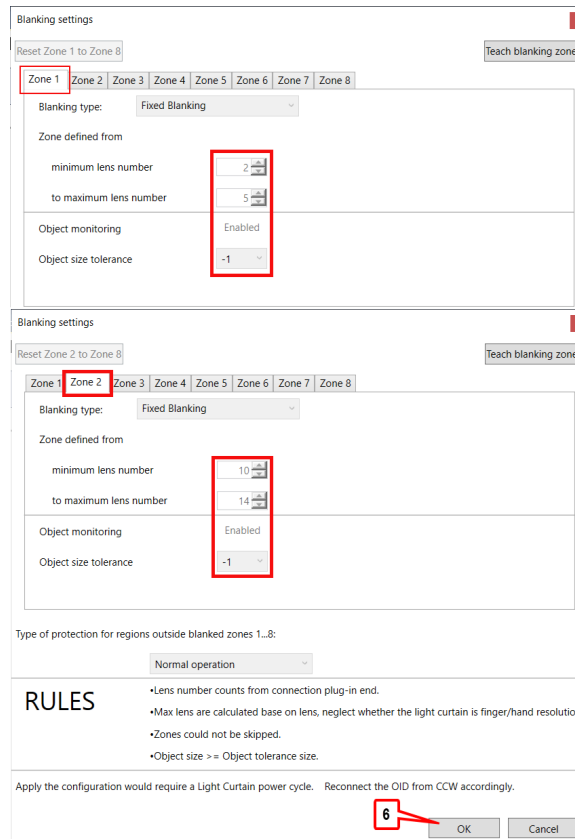 Blanking settings
Reset Zone 1 to Zone 8 Teach blanking zone
Zone 1 Zone 2 Zone 3 Zone 4 Zone 5 Zone 6 Zone 7 Zone 8
Blanking type: Fixed Blanking
Zone defined from
minimum lens number 2
to maximum lens number 5
Object monitoring Enabled
Object size tolerance -1
Blanking settings
Reset Zone 2 to Zone 8 Teach blanking zone
Zone 1 Zone 2 Zone 3 Zone 4 Zone 5 Zone 6 Zone 7 Zone 8
Blanking type: Fixed Blanking
Zone defined from
minimum lens number 10
to maximum lens number 14
Object monitoring Enabled
Object size tolerance -1
Type of protection for regions outside blanked zones 1...8:
Normal operation
RULES
•Lens number counts from connection plug-in end.
•Max lens are calculated base on lens, neglect whether the light curtain is finger/hand resolutio
•Zones could not be skipped.
•Object size >= Object tolerance size.
Apply the configuration would require a Light Curtain power cycle. Reconnect the OID from CCW accordingly.
6
OK Cancel